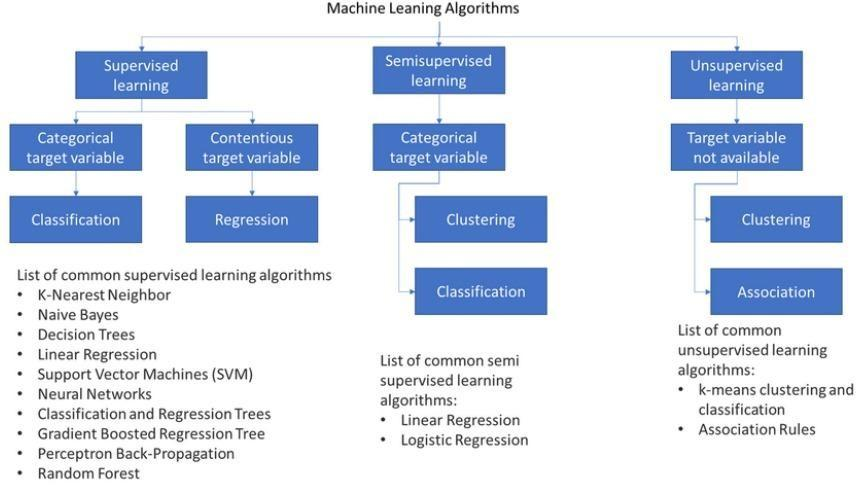 Machine Leaning Algorithms
Supervised
learning
Semisupervised
learning
Unsupervised
learning
Categorical
target variable
Contentious
target variable
Categorical
target variable
Target variable
not available
Classification
Regression
Clustering
Clustering
Classification
Association
List of common supervised learning algorithms
• K-Nearest Neighbor
• Naive Bayes
• Decision Trees
• Linear Regression
• Support Vector Machines (SVM)
• Neural Networks
• Classification and Regression Trees
• Gradient Boosted Regression Tree
• Perceptron Back-Propagation
• Random Forest
List of common semi
supervised learning
algorithms:
• Linear Regression
• Logistic Regression
List of common
unsupervised learning
algorithms:
• k-means clustering and
classification
• Association Rules